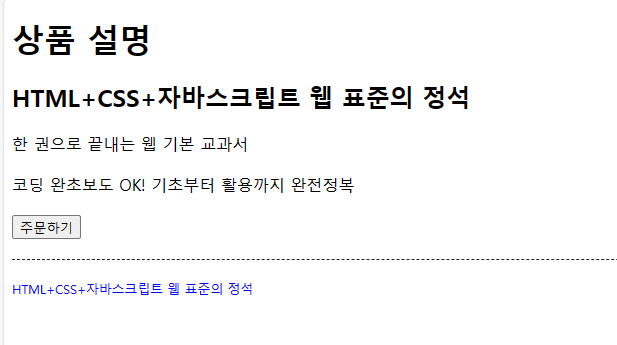 상품 설명
HTML+CSS+자바스크립트 웹 표준의 정석
한 권으로 끝내는 웹 기본 교과서
코딩 완초보도 OK! 기초부터 활용까지 완전정복
주문하기
HTML+CSS+자바스크립트 웹 표준의 정석